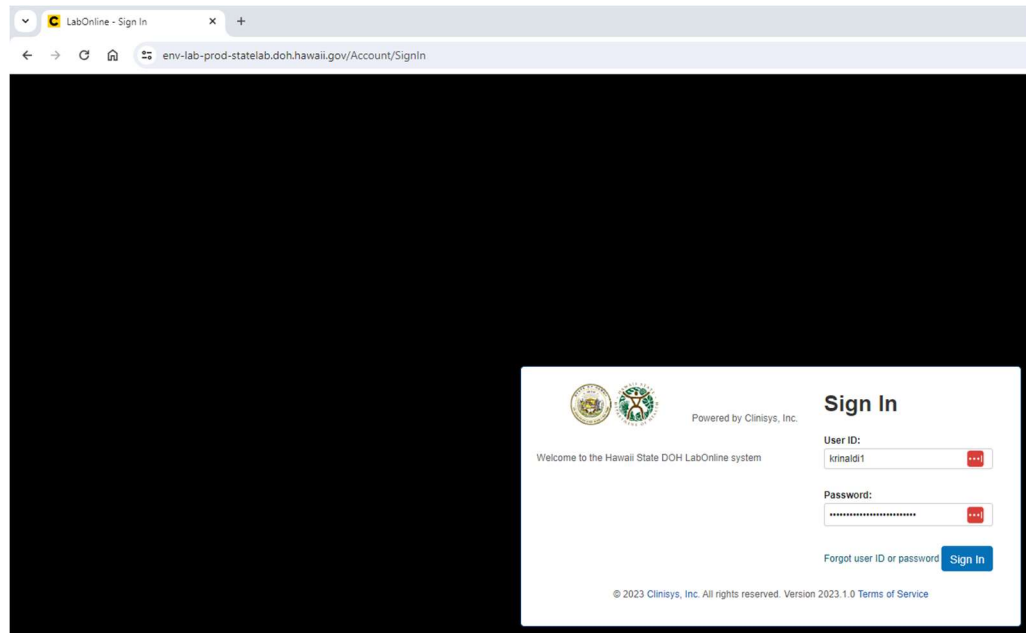 LabOnline - Sign In
env-lab-prod-statelab.doh.hawaii.gov/Account/SignIn
Powered by Clinisys, Inc.
Welcome to the Hawaii State DOH LabOnline system
Sign In
User ID:
krinaldi1
Password:
Forgot user ID or password
Sign In
© 2023 Clinisys, Inc. All rights reserved. Version 2023.1.0 Terms of Service